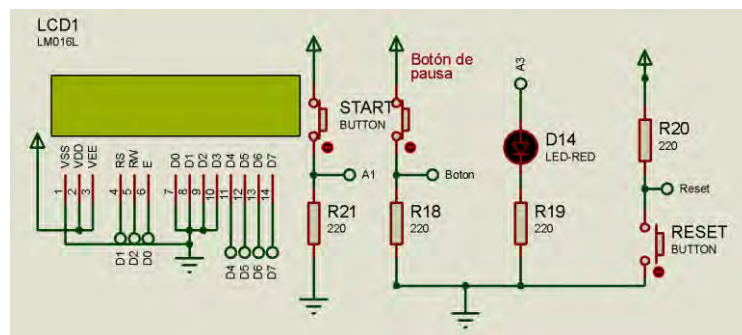 LCD1
LM016L
VSS
VDD
VEE
RS
RW
E
D0
D1
D2
D3
D4
D5
D6
D7
1
2
3
4
5
6
7
8
9
10
11
12
13
14
D1
D2
D0
D4
D5
D6
D7
START
BUTTON
A1
R21
220
Botón de
pausa
Boton
R18
220
A3
D14
LED-RED
R19
220
R20
220
Reset
RESET
BUTTON